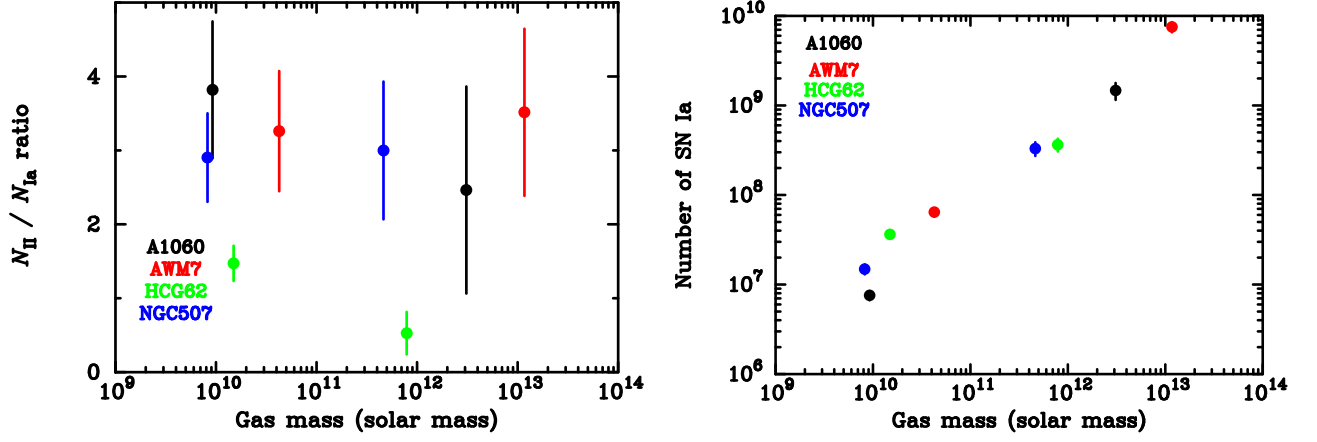 N_II / N_Ia ratio
4
2
0
A1060
AWM7
HCG62
NGC507
10^9 10^10 10^11 10^12 10^13 10^14
Gas mass (solar mass)
Number of SN Ia
10^10
10^9
10^8
10^7
10^6
A1060
AWM7
HCG62
NGC507
10^9 10^10 10^11 10^12 10^13 10^14
Gas mass (solar mass)